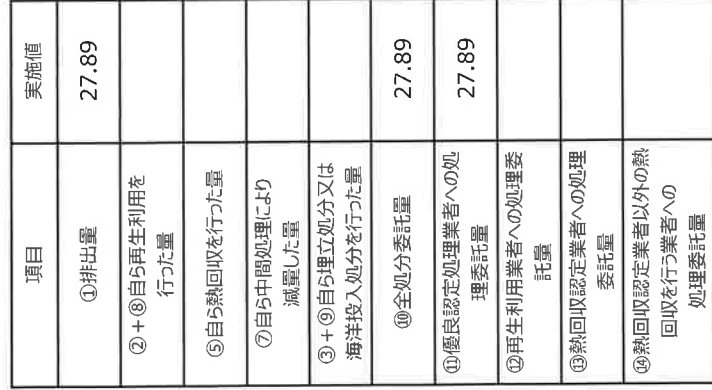 項目
実施値
①排出量
27.89
②+⑧自ら再生利用を
行った量
⑤自ら熱回収を行った量
⑦自ら中間処理により
減量した量
③+⑨自ら埋立処分又は
海洋投入処分を行った量
⑩全処分委託量
27.89
⑪優良認定処理業者への処
理委託量
27.89
⑫再生利用業者への処理委
託量
⑬熱回収認定業者への処理
委託量
⑭熱回収認定業者以外の熱
回収を行う業者への
処理委託量